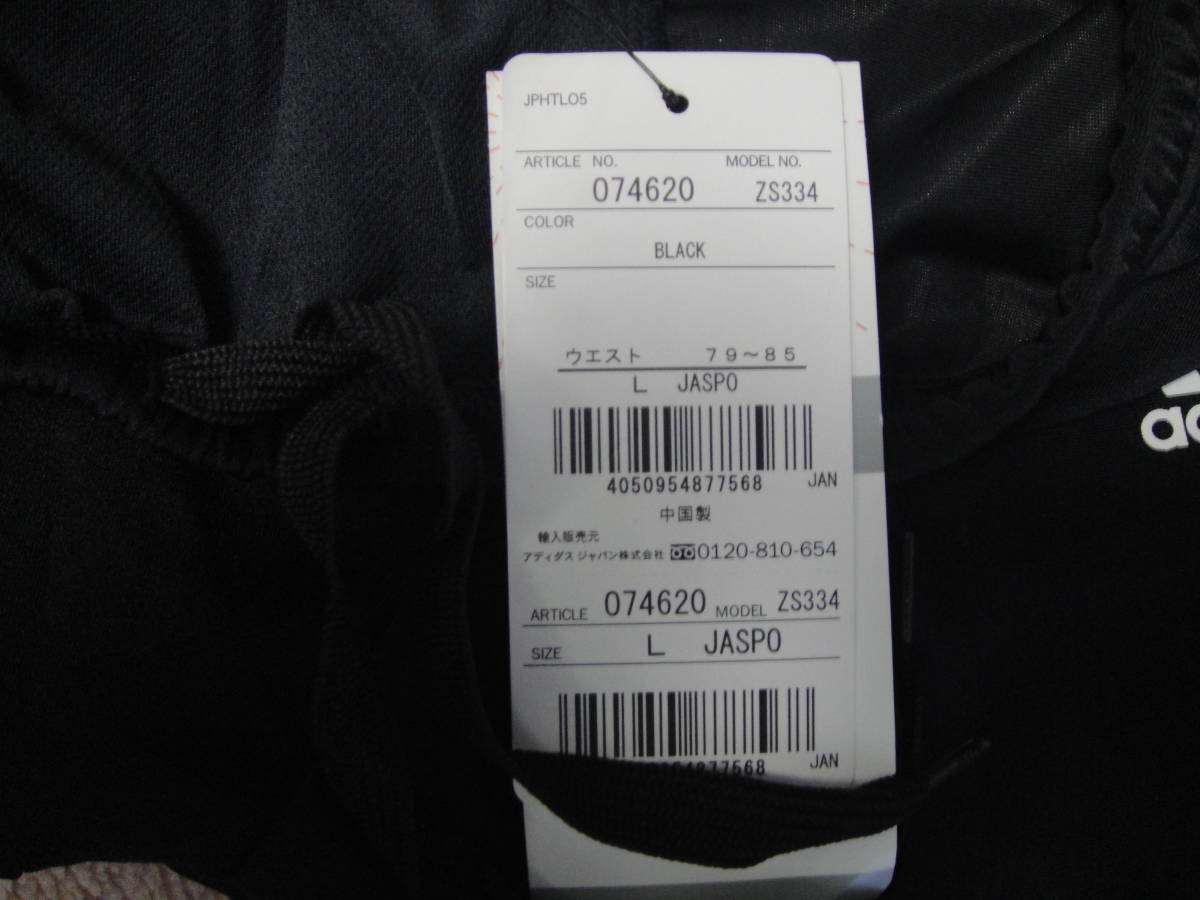 JPHTLO5
ARTICLE NO. MODEL NO.
074620 ZS334
COLOR
BLACK
SIZE
ウエスト 79～85
L JASPO
4050954877568 JAN
中国製
輸入販売元
アディダス ジャパン株式会社 0120-810-654
ARTICLE 074620 MODEL ZS334
SIZE L JASPO
54877568 JAN